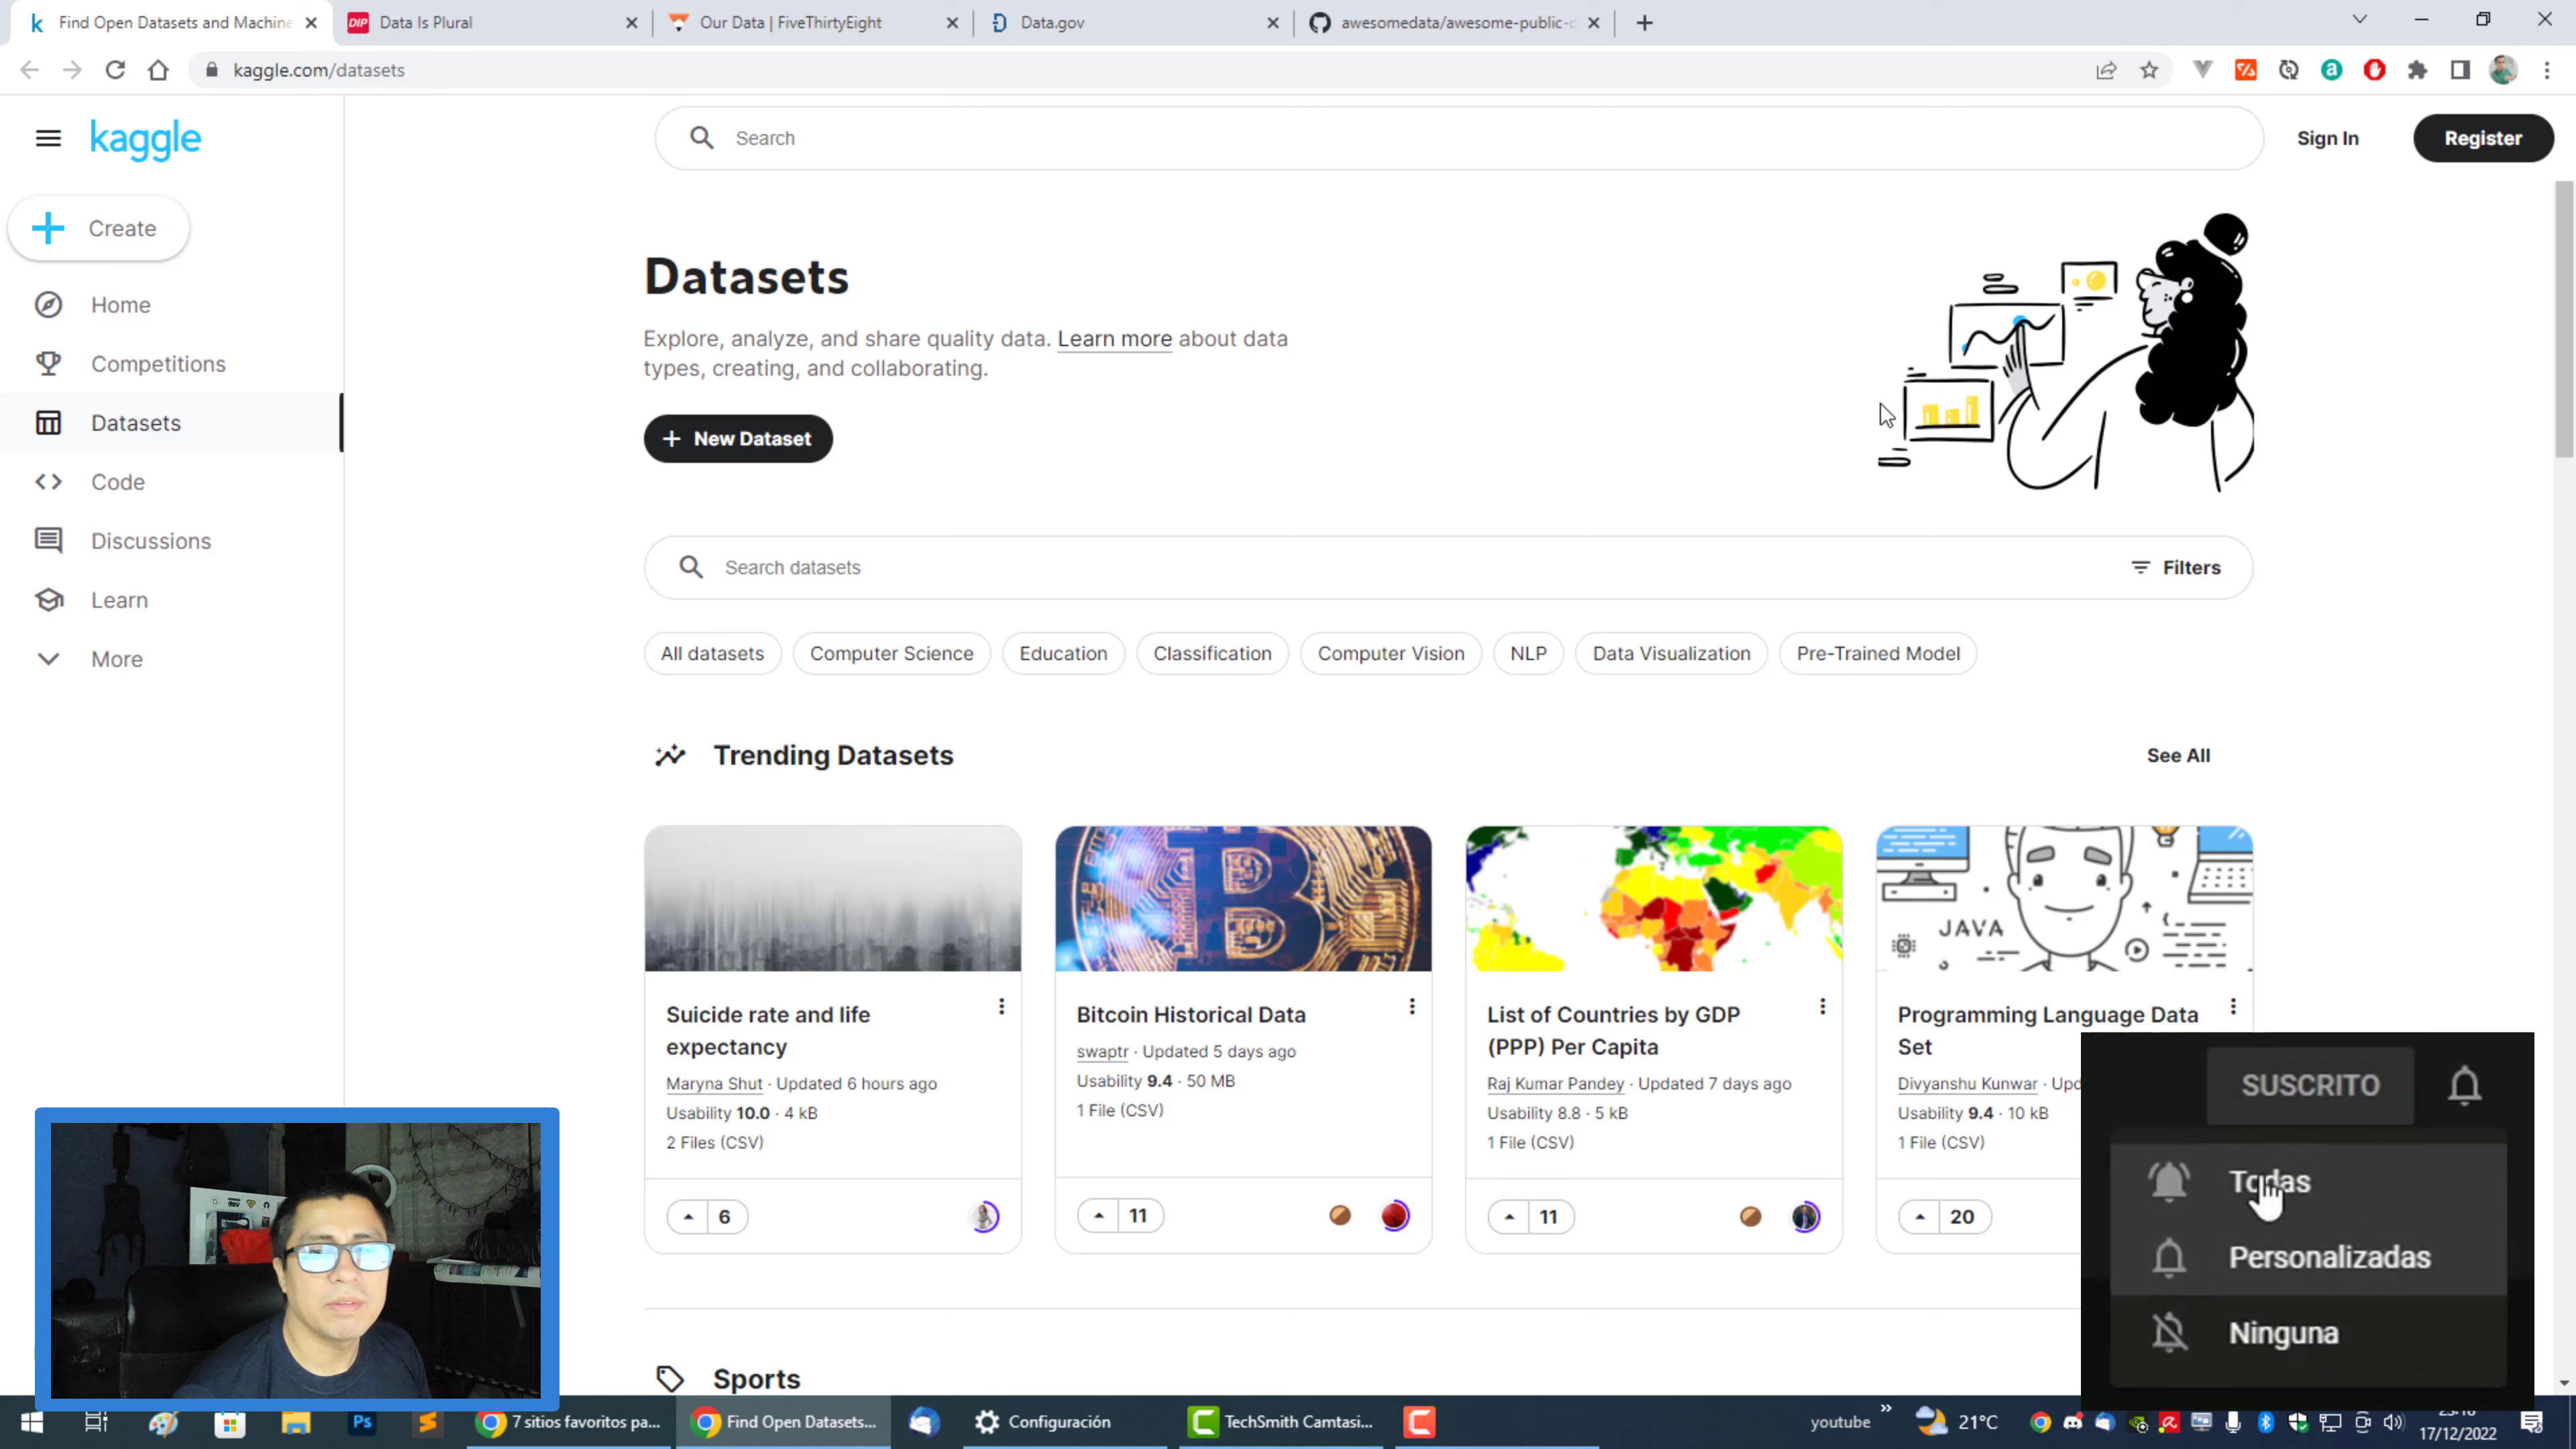 Find Open Datasets and Machine
DIP Data Is Plural
Our Data | FiveThirtyEight
Data.gov
awesomedata/awesome-public-
kaggle.com/datasets
kaggle
Search
Sign In
Register
Create
Home
Competitions
Datasets
Code
Discussions
Learn
More
Datasets
Explore, analyze, and share quality data. Learn more about data
types, creating, and collaborating.
New Dataset
Search datasets
Filters
All datasets
Computer Science
Education
Classification
Computer Vision
NLP
Data Visualization
Pre-Trained Model
Trending Datasets
See All
JAVA
Suicide rate and life
expectancy
Maryna Shut · Updated 6 hours ago
Usability 10.0 · 4 kB
2 Files (CSV)
6
Bitcoin Historical Data
swaptr · Updated 5 days ago
Usability 9.4 · 50 MB
1 File (CSV)
11
List of Countries by GDP
(PPP) Per Capita
Raj Kumar Pandey · Updated 7 days ago
Usability 8.8 · 5 kB
1 File (CSV)
11
Programming Language Data
Set
Divyanshu Kunwar ·
Usability 9.4 · 10 kB
1 File (CSV)
20
SUSCRITO
Todas
Personalizadas
Ninguna
Sports
Ps
7 sitios favoritos pa...
Find Open Datasets...
Configuración
TechSmith Camtasi...
youtube
21°C
17/12/2022